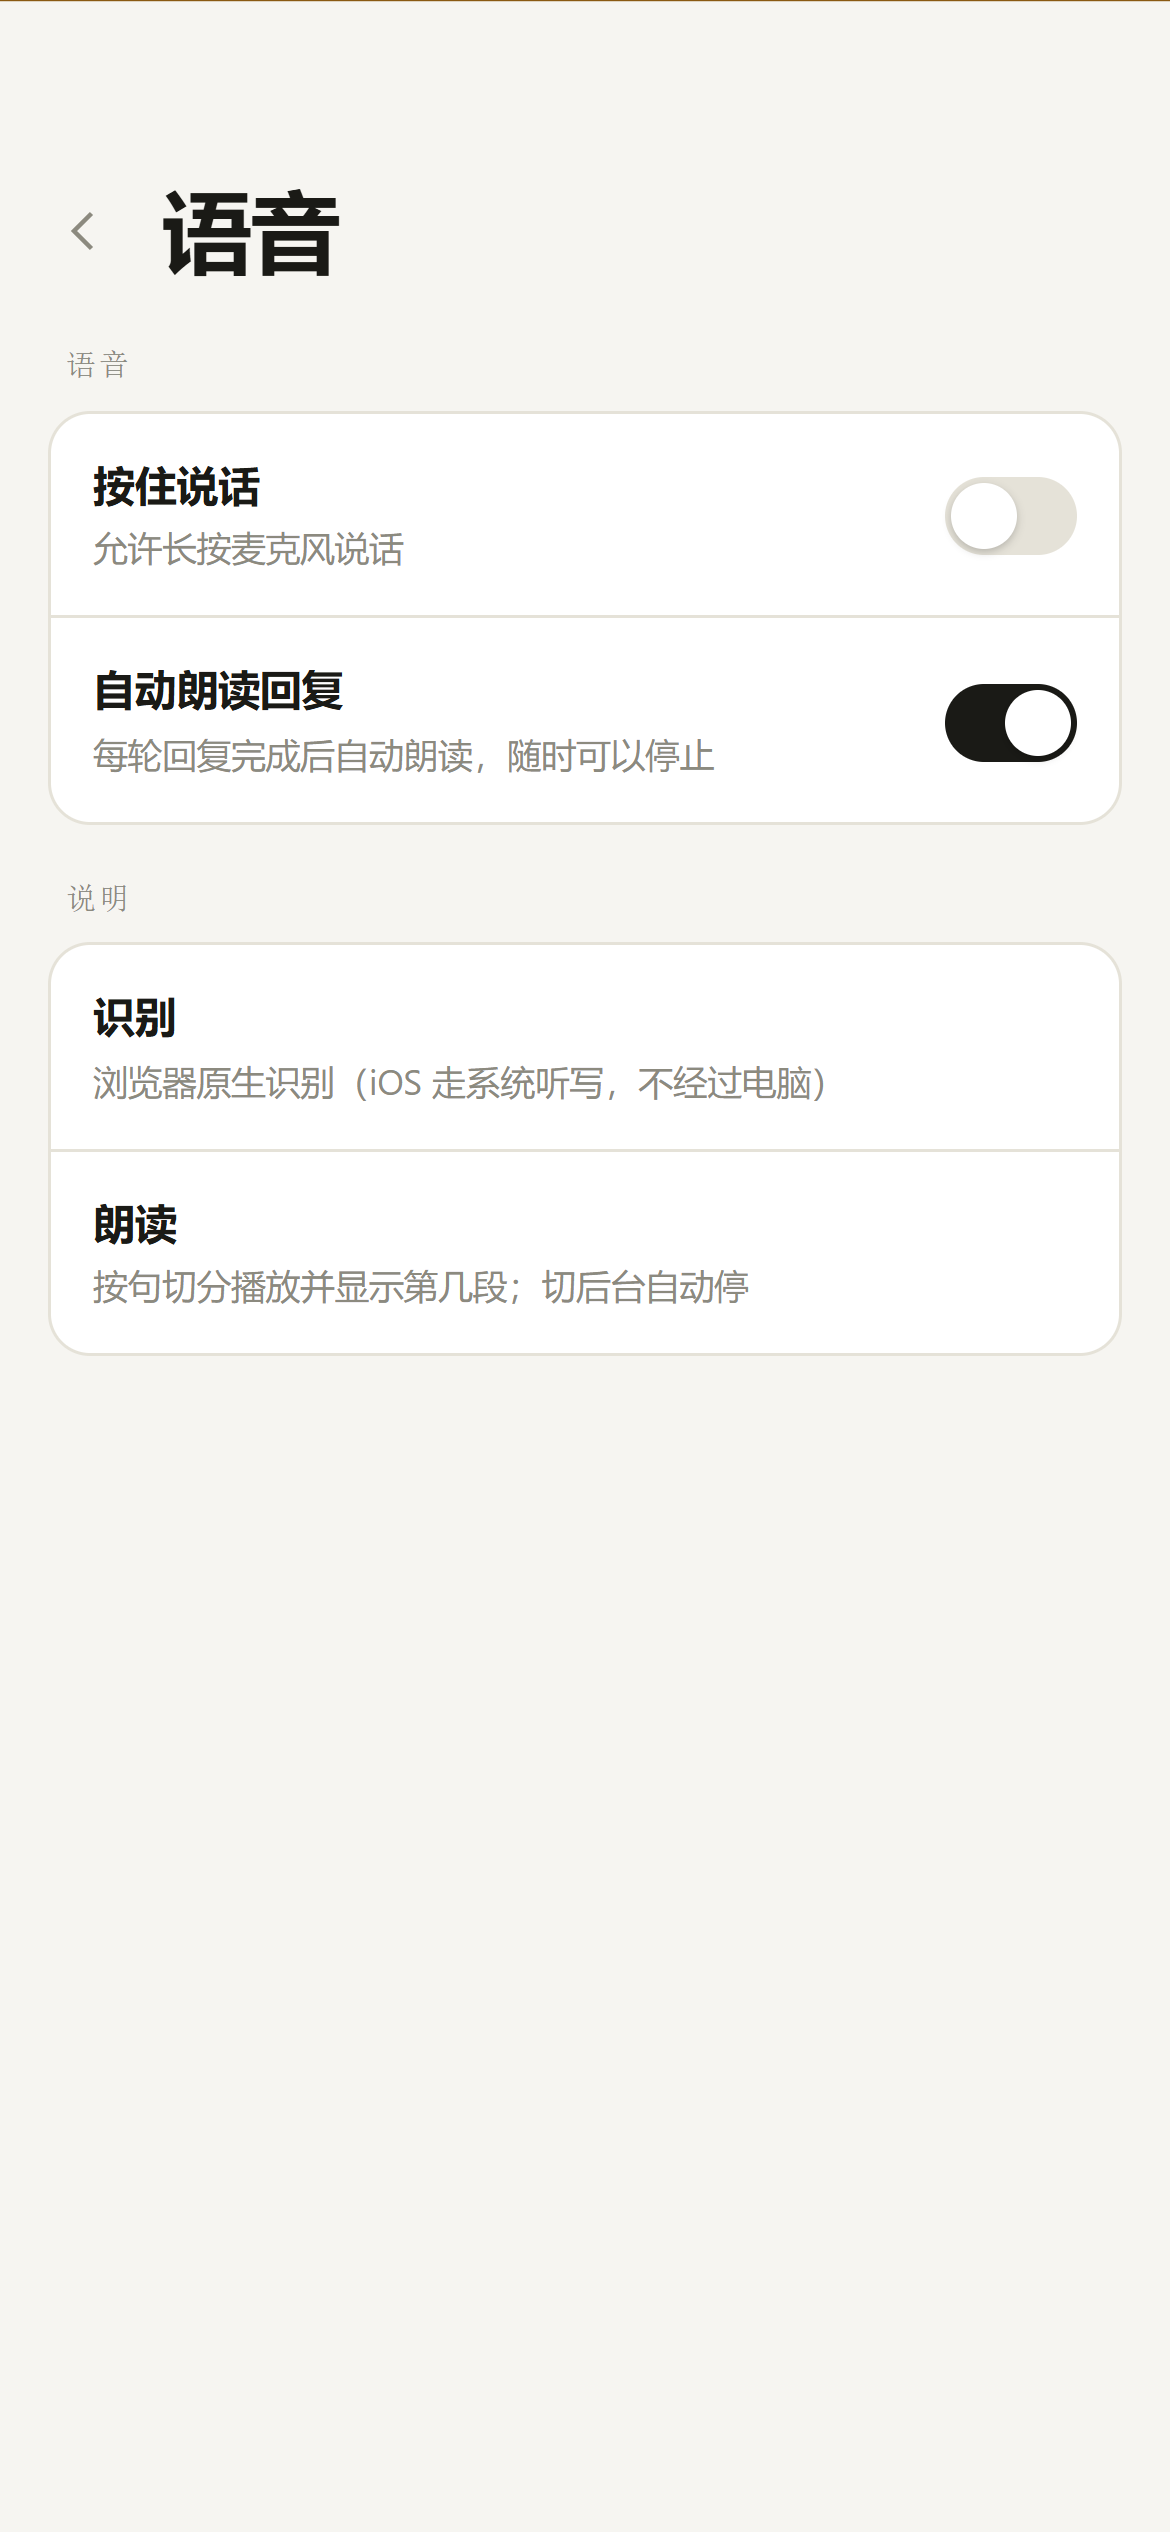 语音
语音
按住说话
允许长按麦克风说话
自动朗读回复
每轮回复完成后自动朗读，随时可以停止
说明
识别
浏览器原生识别（iOS 走系统听写，不经过电脑）
朗读
按句切分播放并显示第几段；切后台自动停